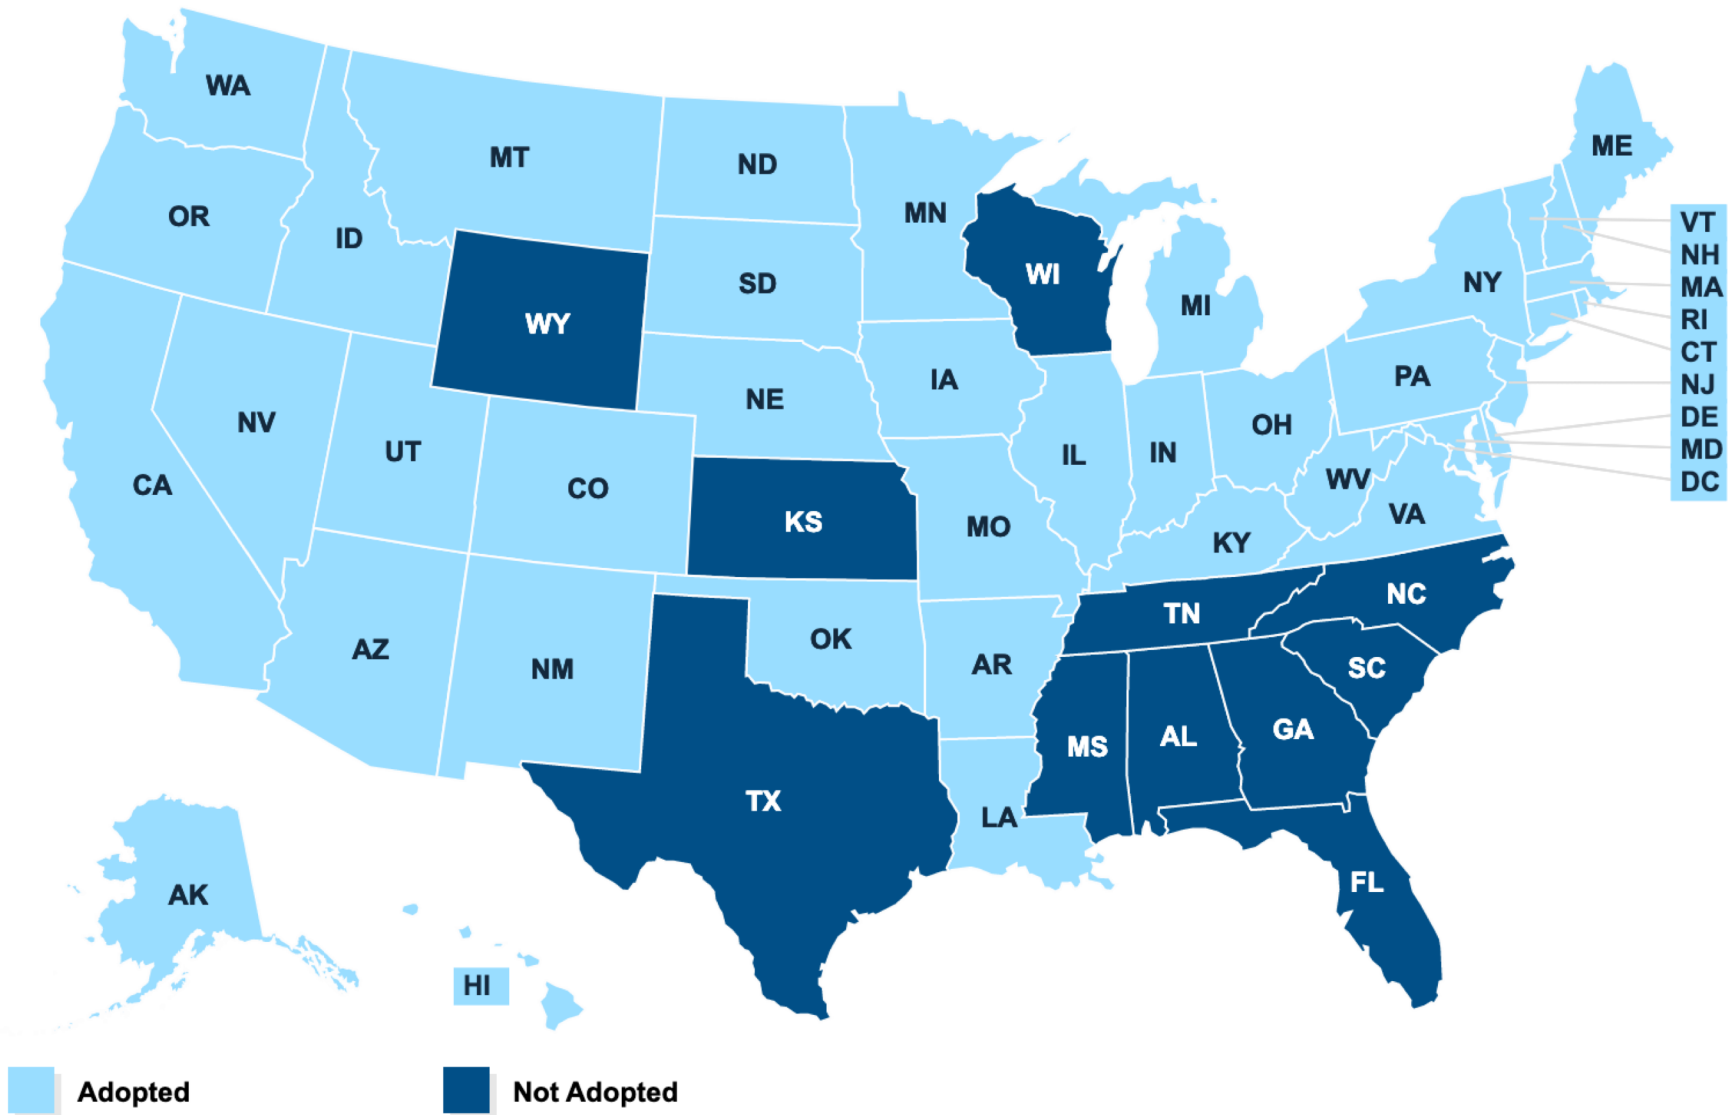 WA
MT
ND
MN
ME
OR
ID
SD
WI
MI
NY
VT
NH
MA
RI
CT
NJ
DE
MD
DC
WY
IA
NE
PA
NV
UT
CO
IL
IN
OH
WV
VA
CA
KS
MO
KY
AZ
NM
OK
AR
TN
NC
SC
TX
LA
MS
AL
GA
FL
AK
HI
Adopted
Not Adopted